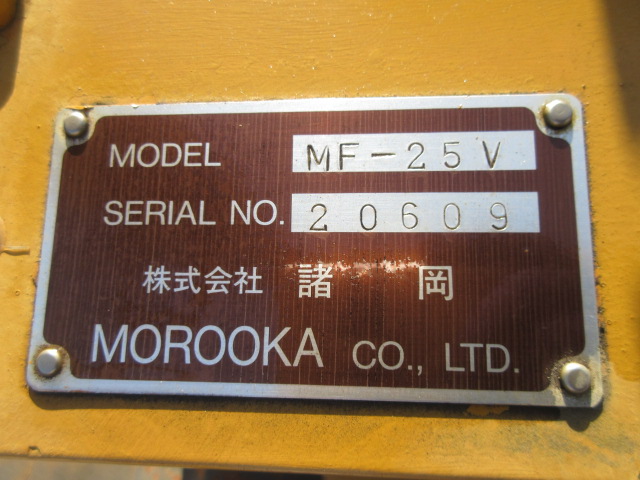 MODEL MF-25V
SERIAL NO. 20609
株式会社 諸岡
MOROOKA CO., LTD.